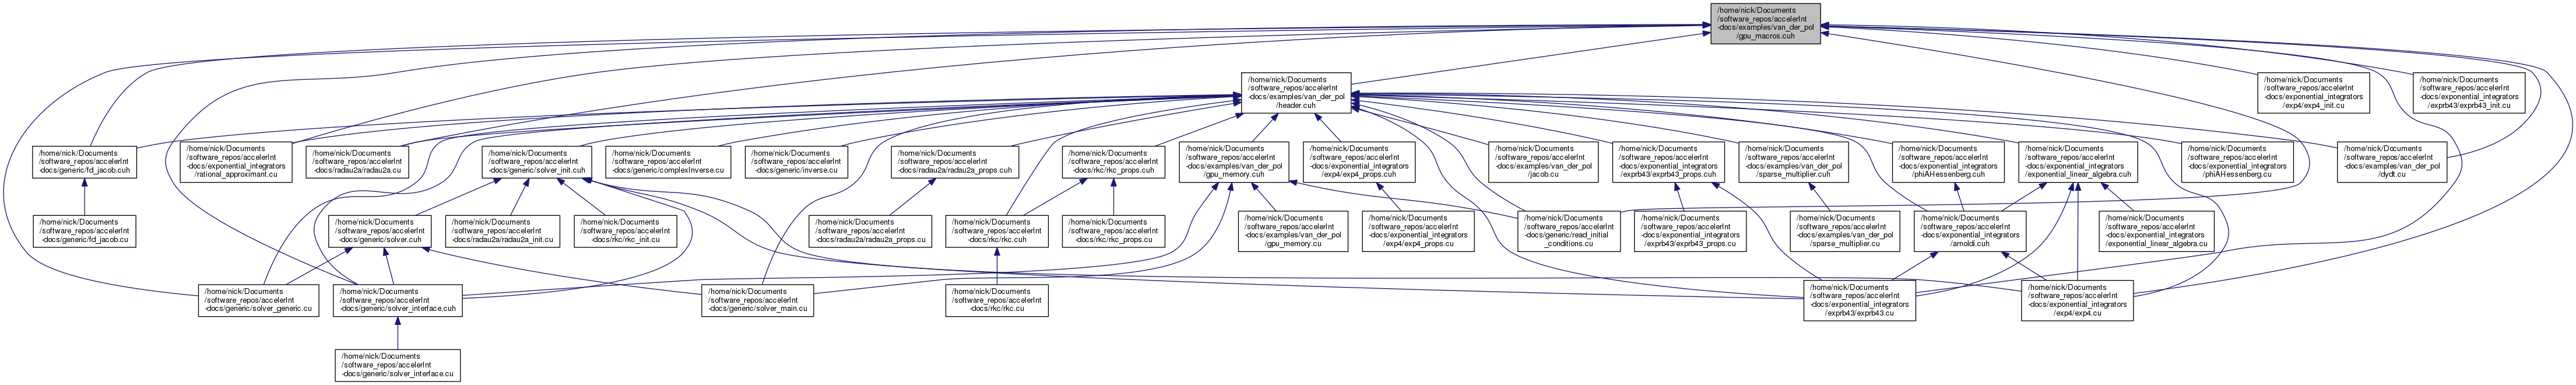 /home/nick/Documents
/software_repos/accelerInt
-docs/examples/van_der_pol
/gpu_macros.cuh
/home/nick/Documents
/software_repos/accelerInt
-docs/examples/van_der_pol
/header.cuh
/home/nick/Documents
/software_repos/accelerInt
-docs/exponential_integrators
/exp4/exp4_init.cu
/home/nick/Documents
/software_repos/accelerInt
-docs/exponential_integrators
/exprb43/exprb43_init.cu
/home/nick/Documents
/software_repos/accelerInt
-docs/generic/fd_jacob.cuh
/home/nick/Documents
/software_repos/accelerInt
-docs/exponential_integrators
/rational_approximant.cu
/home/nick/Documents
/software_repos/accelerInt
-docs/radau2a/radau2a.cu
/home/nick/Documents
/software_repos/accelerInt
-docs/generic/solver_init.cuh
/home/nick/Documents
/software_repos/accelerInt
-docs/generic/complexInverse.cu
/home/nick/Documents
/software_repos/accelerInt
-docs/generic/inverse.cu
/home/nick/Documents
/software_repos/accelerInt
-docs/radau2a/radau2a_props.cuh
/home/nick/Documents
/software_repos/accelerInt
-docs/rkc/rkc_props.cuh
/home/nick/Documents
/software_repos/accelerInt
-docs/examples/van_der_pol
/gpu_memory.cuh
/home/nick/Documents
/software_repos/accelerInt
-docs/exponential_integrators
/exp4/exp4_props.cuh
/home/nick/Documents
/software_repos/accelerInt
-docs/examples/van_der_pol
/jacob.cu
/home/nick/Documents
/software_repos/accelerInt
-docs/exponential_integrators
/exprb43/exprb43_props.cuh
/home/nick/Documents
/software_repos/accelerInt
-docs/examples/van_der_pol
/sparse_multiplier.cuh
/home/nick/Documents
/software_repos/accelerInt
-docs/exponential_integrators
/phiAHessenberg.cuh
/home/nick/Documents
/software_repos/accelerInt
-docs/exponential_integrators
/exponential_linear_algebra.cuh
/home/nick/Documents
/software_repos/accelerInt
-docs/exponential_integrators
/phiAHessenberg.cu
/home/nick/Documents
/software_repos/accelerInt
-docs/examples/van_der_pol
/dydt.cu
/home/nick/Documents
/software_repos/accelerInt
-docs/generic/fd_jacob.cu
/home/nick/Documents
/software_repos/accelerInt
-docs/generic/solver.cuh
/home/nick/Documents
/software_repos/accelerInt
-docs/radau2a/radau2a_init.cu
/home/nick/Documents
/software_repos/accelerInt
-docs/rkc/rkc_init.cu
/home/nick/Documents
/software_repos/accelerInt
-docs/radau2a/radau2a_props.cu
/home/nick/Documents
/software_repos/accelerInt
-docs/rkc/rkc.cuh
/home/nick/Documents
/software_repos/accelerInt
-docs/rkc/rkc_props.cu
/home/nick/Documents
/software_repos/accelerInt
-docs/examples/van_der_pol
/gpu_memory.cu
/home/nick/Documents
/software_repos/accelerInt
-docs/exponential_integrators
/exp4/exp4_props.cu
/home/nick/Documents
/software_repos/accelerInt
-docs/generic/read_initial
_conditions.cu
/home/nick/Documents
/software_repos/accelerInt
-docs/exponential_integrators
/exprb43/exprb43_props.cu
/home/nick/Documents
/software_repos/accelerInt
-docs/examples/van_der_pol
/sparse_multiplier.cu
/home/nick/Documents
/software_repos/accelerInt
-docs/exponential_integrators
/arnoldi.cuh
/home/nick/Documents
/software_repos/accelerInt
-docs/exponential_integrators
/exponential_linear_algebra.cu
/home/nick/Documents
/software_repos/accelerInt
-docs/generic/solver_generic.cu
/home/nick/Documents
/software_repos/accelerInt
-docs/generic/solver_interface.cuh
/home/nick/Documents
/software_repos/accelerInt
-docs/generic/solver_main.cu
/home/nick/Documents
/software_repos/accelerInt
-docs/rkc/rkc.cu
/home/nick/Documents
/software_repos/accelerInt
-docs/exponential_integrators
/exprb43/exprb43.cu
/home/nick/Documents
/software_repos/accelerInt
-docs/exponential_integrators
/exp4/exp4.cu
/home/nick/Documents
/software_repos/accelerInt
-docs/generic/solver_interface.cu